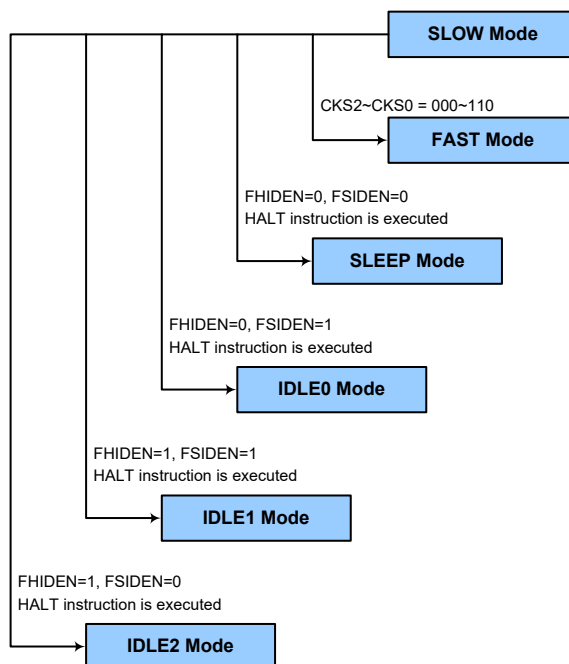 SLOW Mode
CKS2~CKS0 = 000~110
FAST Mode
FHIDEN=0, FSIDEN=0
HALT instruction is executed
SLEEP Mode
FHIDEN=0, FSIDEN=1
HALT instruction is executed
IDLE0 Mode
FHIDEN=1, FSIDEN=1
HALT instruction is executed
IDLE1 Mode
FHIDEN=1, FSIDEN=0
HALT instruction is executed
IDLE2 Mode